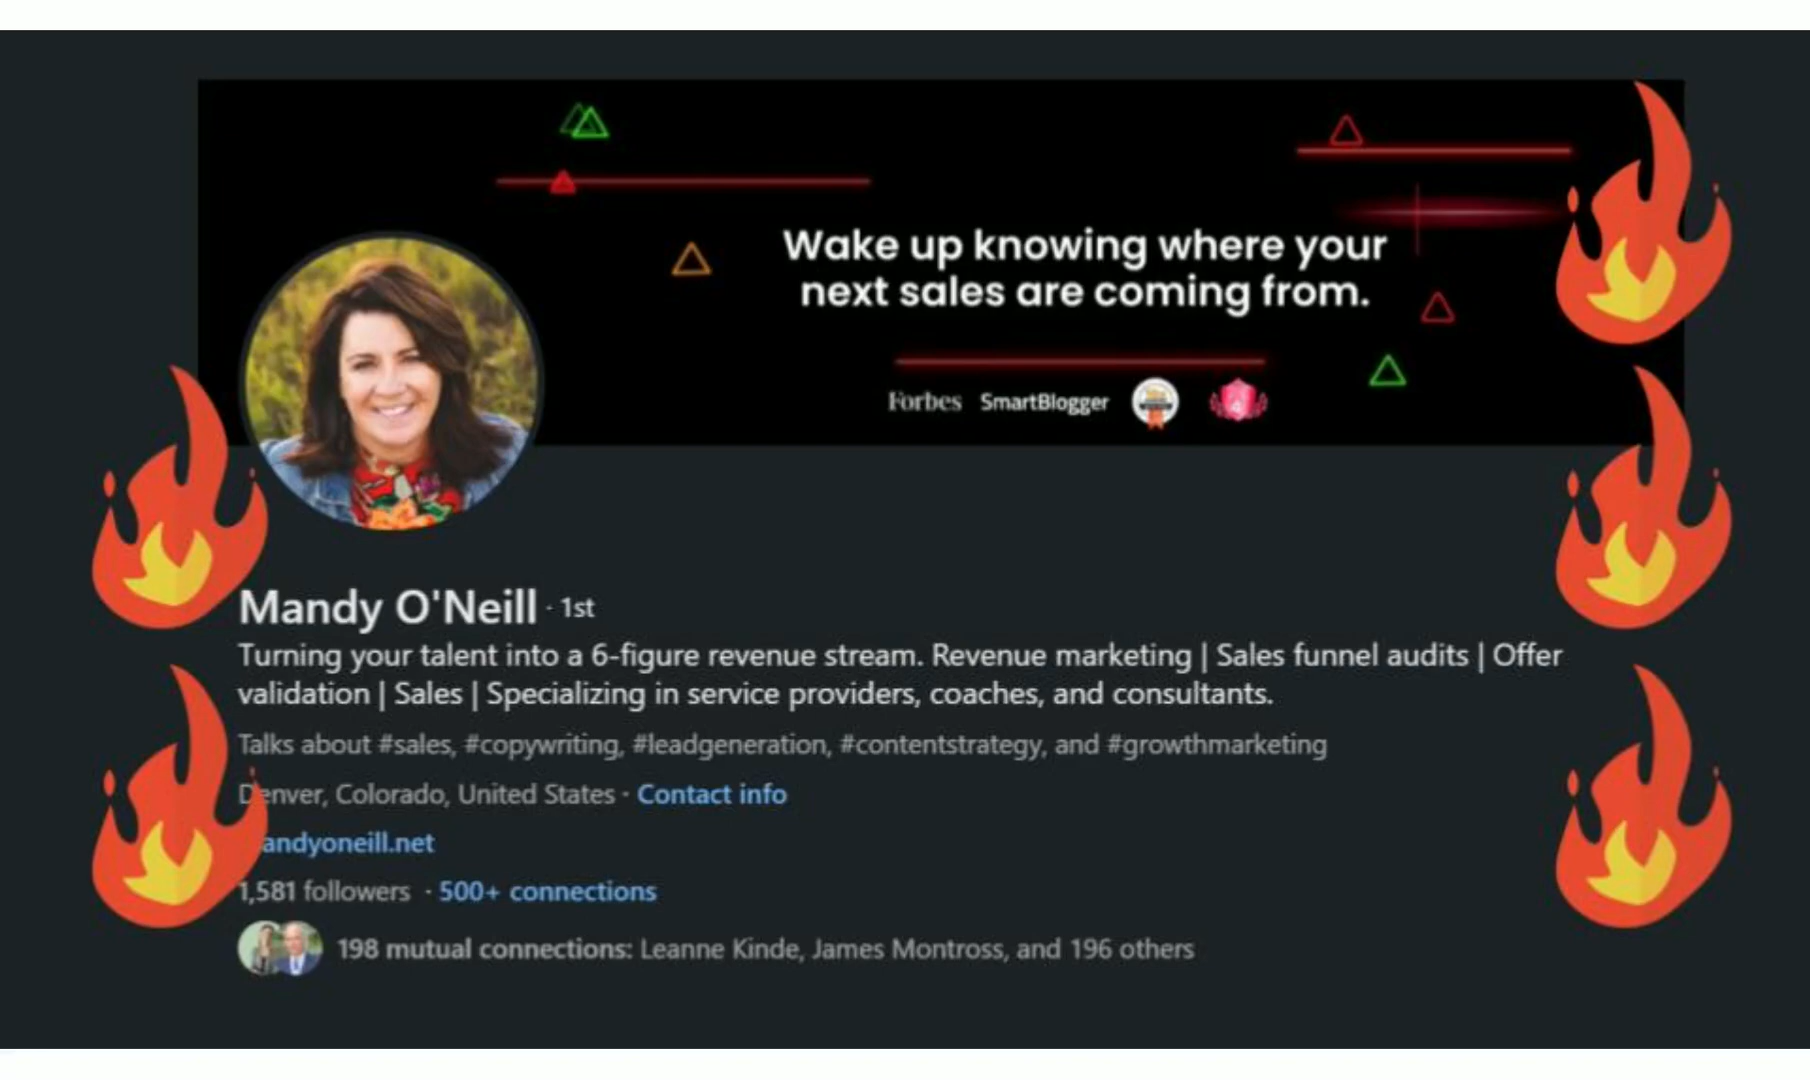 Wake up knowing where your
next sales are coming from.
Forbes SmartBlogger
Mandy O'Neill · 1st
Turning your talent into a 6-figure revenue stream. Revenue marketing | Sales funnel audits | Offer
validation | Sales | Specializing in service providers, coaches, and consultants.
Talks about #sales, #copywriting, #leadgeneration, #contentstrategy, and #growthmarketing
Denver, Colorado, United States · Contact info
andyoneill.net
1,581 followers · 500+ connections
198 mutual connections: Leanne Kinde, James Montross, and 196 others